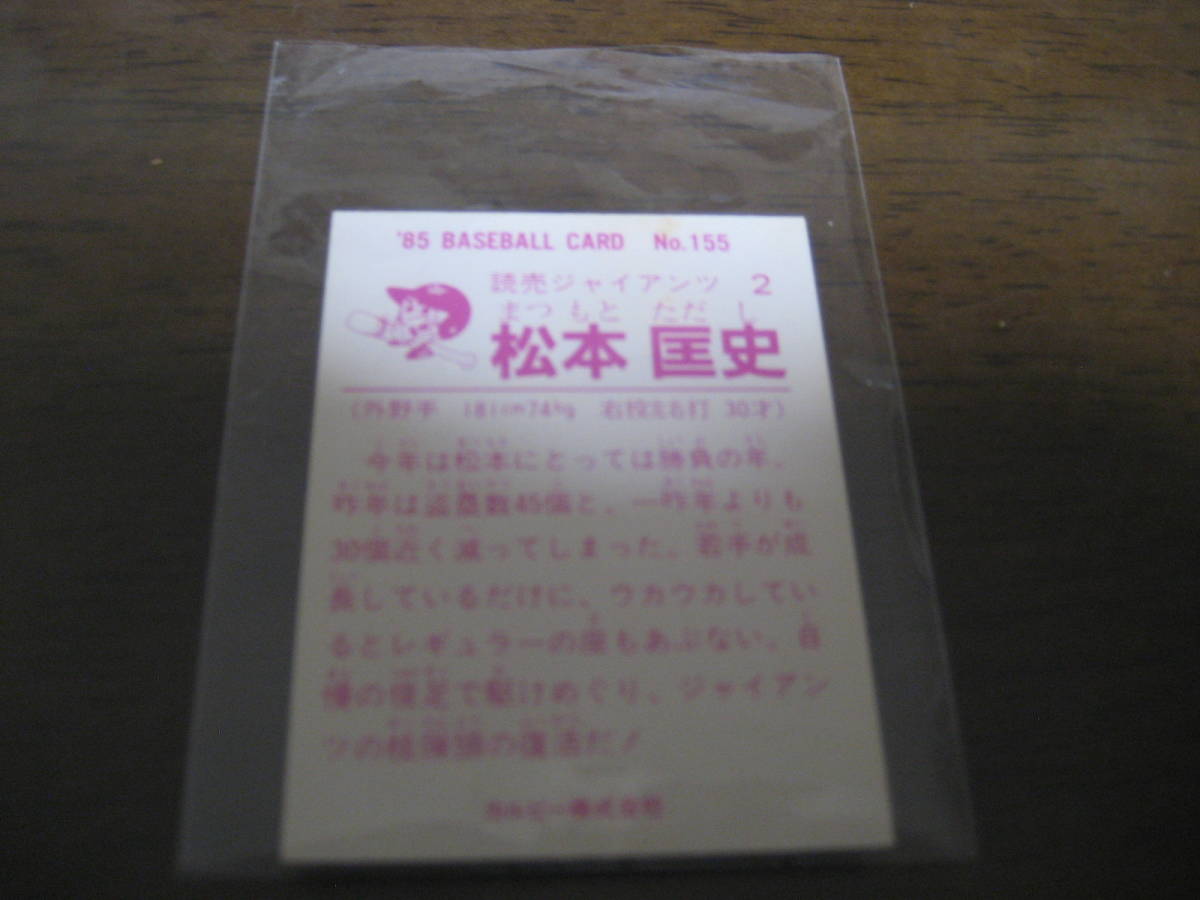 '85 BASEBALL CARD No.155
読売ジャイアンツ 2
まつもと ただし
松本 匡史
(外野手 181cm74kg 右投左右打 30才)
今年は松本にとっては勝負の年。
昨年は盗塁数45個と、一昨年よりも
30個近く減ってしまった。若手が成
長しているだけに、ウカウカしてい
るとレギュラーの座もあぶない。自
慢の俊足で駆けめぐり、ジャイアン
ツの核弾頭の復活だ!
カルビー株式会社